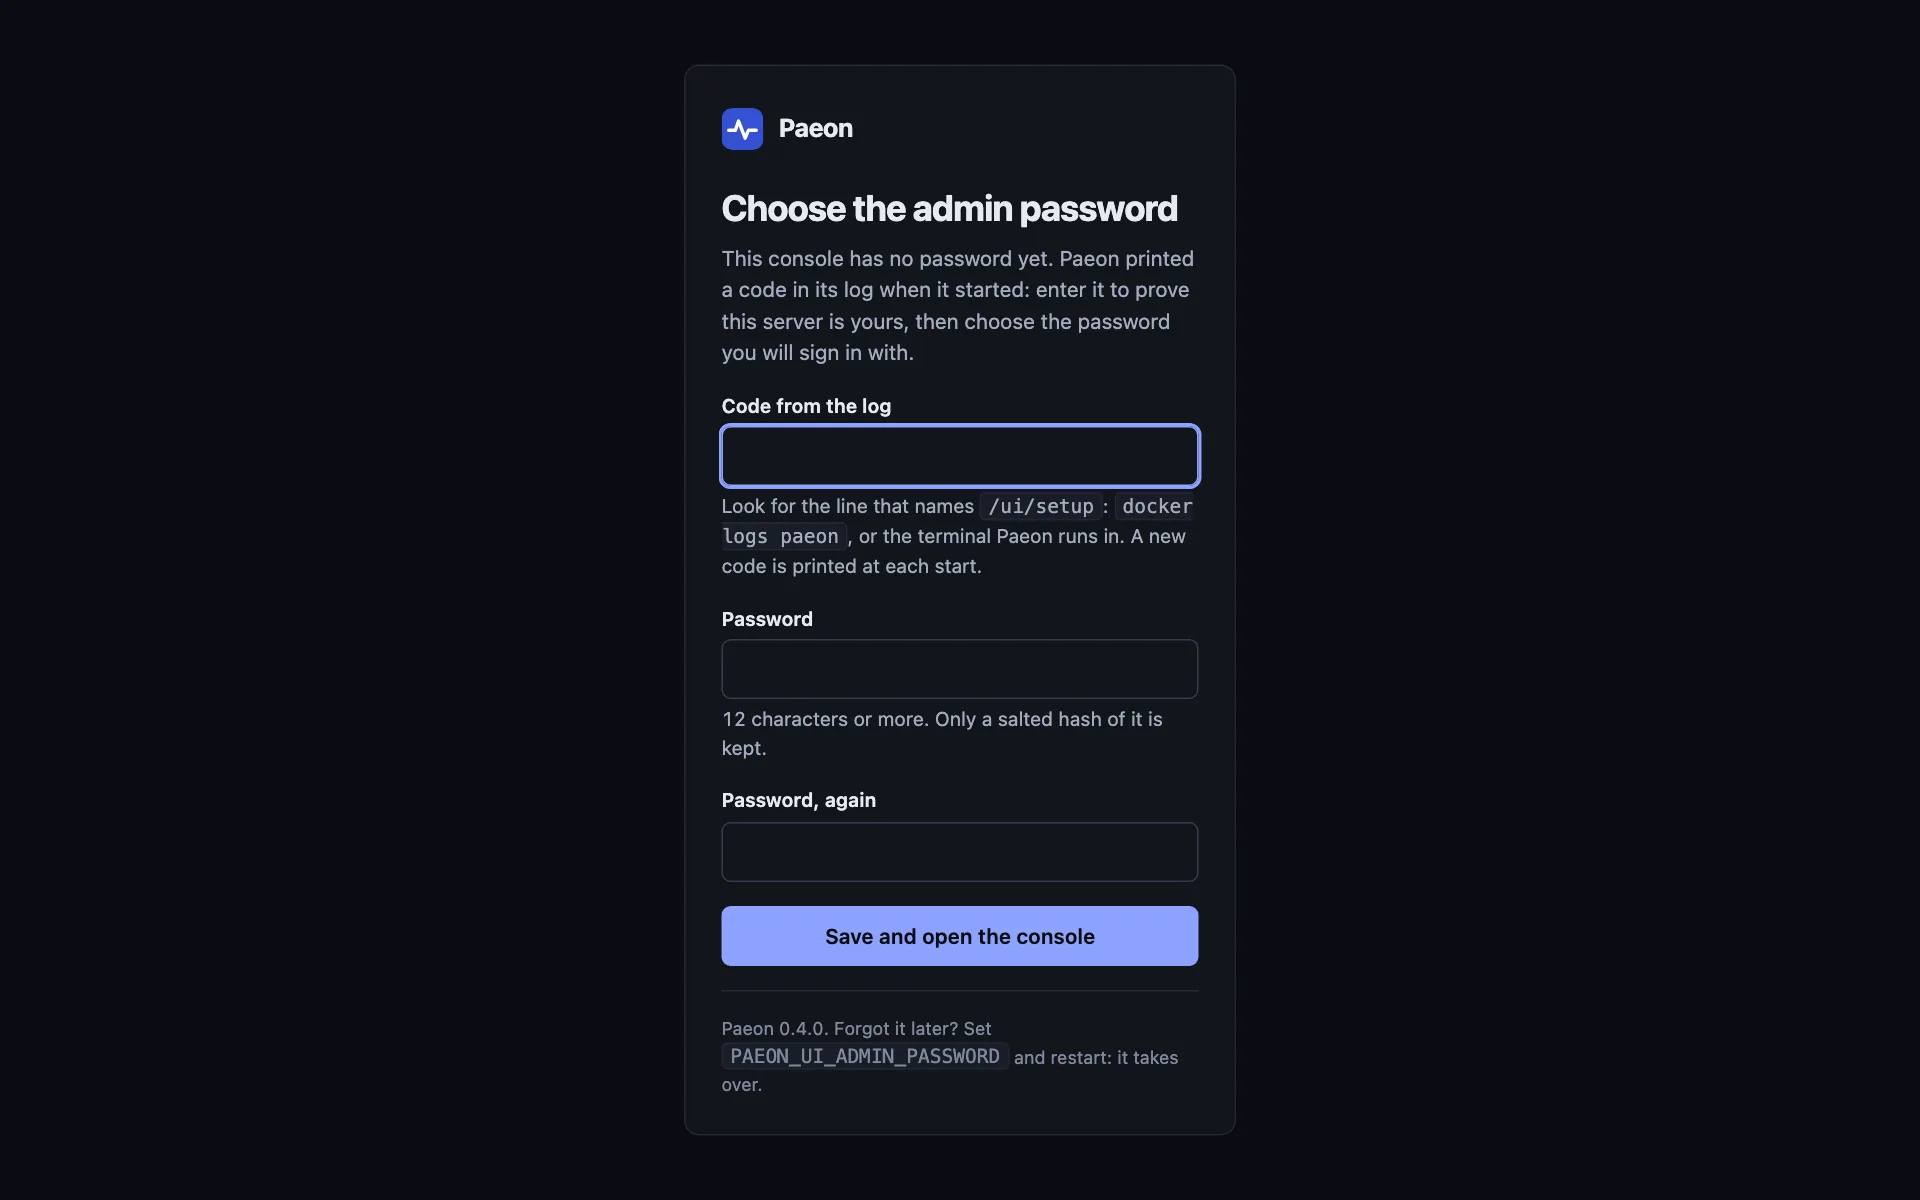 Paeon
Choose the admin password
This console has no password yet. Paeon printed
a code in its log when it started: enter it to prove
this server is yours, then choose the password
you will sign in with.
Code from the log
Look for the line that names /ui/setup: docker
logs paeon, or the terminal Paeon runs in. A new
code is printed at each start.
Password
12 characters or more. Only a salted hash of it is
kept.
Password, again
Save and open the console
Paeon 0.4.0. Forgot it later? Set
PAEON_UI_ADMIN_PASSWORD and restart: it takes
over.